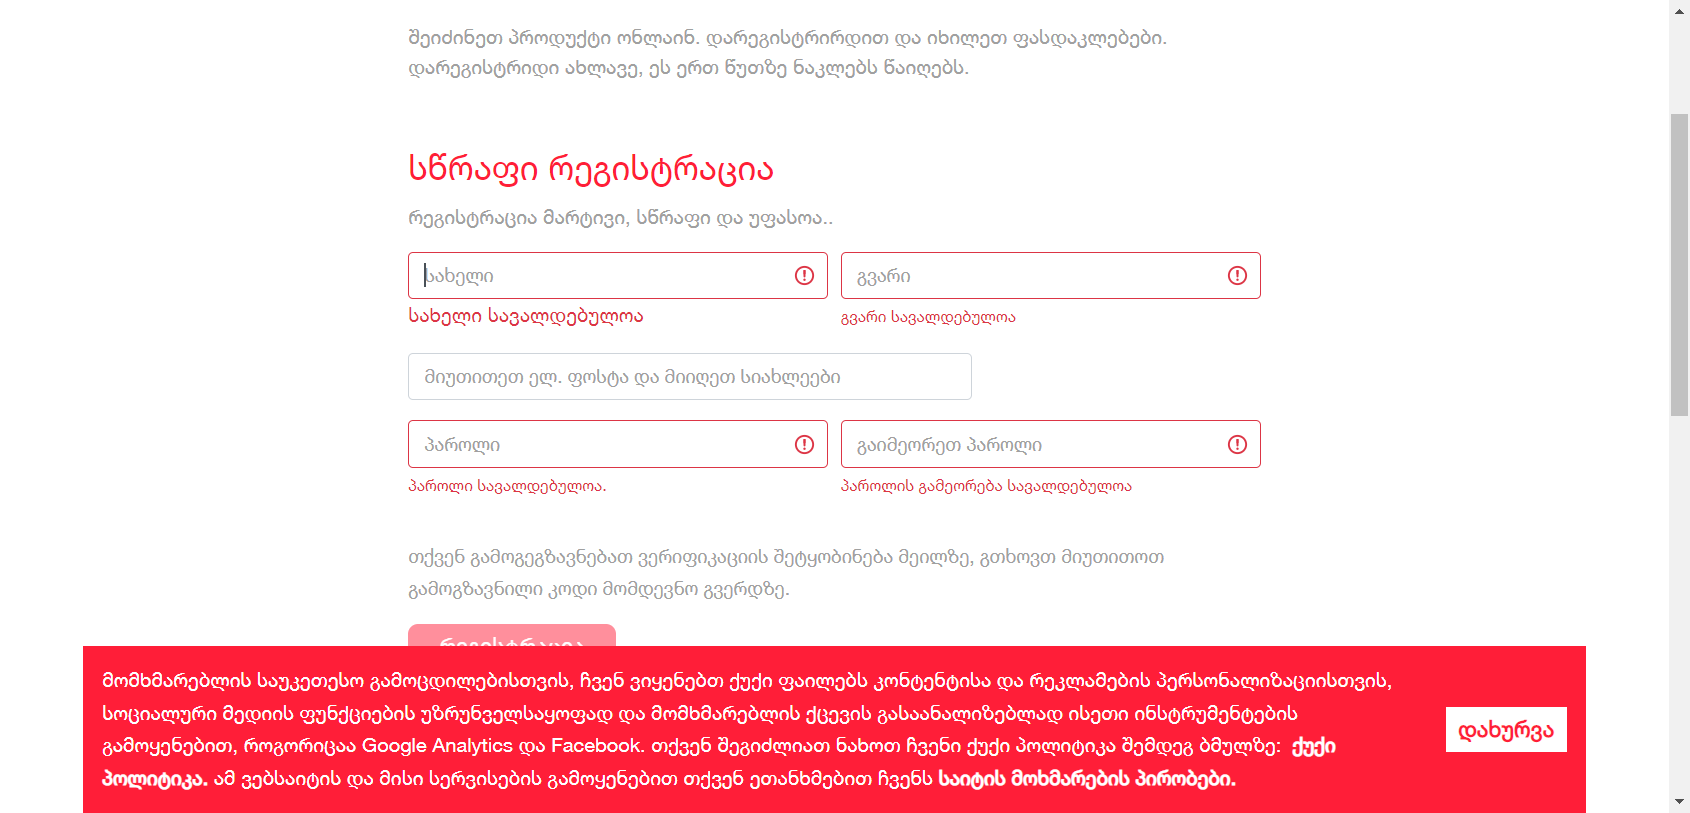 შეიძინეთ პროდუქტი ონლაინ. დარეგისტრირდით და იხილეთ ფასდაკლებები.
დარეგისტრიდი ახლავე, ეს ერთ წუთზე ნაკლებს წაიღებს.
სწრაფი რეგისტრაცია
რეგისტრაცია მარტივი, სწრაფი და უფასოა..
სახელი
გვარი
სახელი სავალდებულოა
გვარი სავალდებულოა
მიუთითეთ ელ. ფოსტა და მიიღეთ სიახლეები
პაროლი
გაიმეორეთ პაროლი
პაროლი სავალდებულოა.
პაროლის გამეორება სავალდებულოა
თქვენ გამოგეგზავნებათ ვერიფიკაციის შეტყობინება მეილზე, გთხოვთ მიუთითოთ
გამოგზავნილი კოდი მომდევნო გვერდზე.
რეგისტრაცია
მომხმარებლის საუკეთესო გამოცდილებისთვის, ჩვენ ვიყენებთ ქუქი ფაილებს კონტენტისა და რეკლამების პერსონალიზაციისთვის,
სოციალური მედიის ფუნქციების უზრუნველსაყოფად და მომხმარებლის ქცევის გასაანალიზებლად ისეთი ინსტრუმენტების
გამოყენებით, როგორიცაა Google Analytics და Facebook. თქვენ შეგიძლიათ ნახოთ ჩვენი ქუქი პოლიტიკა შემდეგ ბმულზე: ქუქი
პოლიტიკა. ამ ვებსაიტის და მისი სერვისების გამოყენებით თქვენ ეთანხმებით ჩვენს საიტის მოხმარების პირობები.
დახურვა